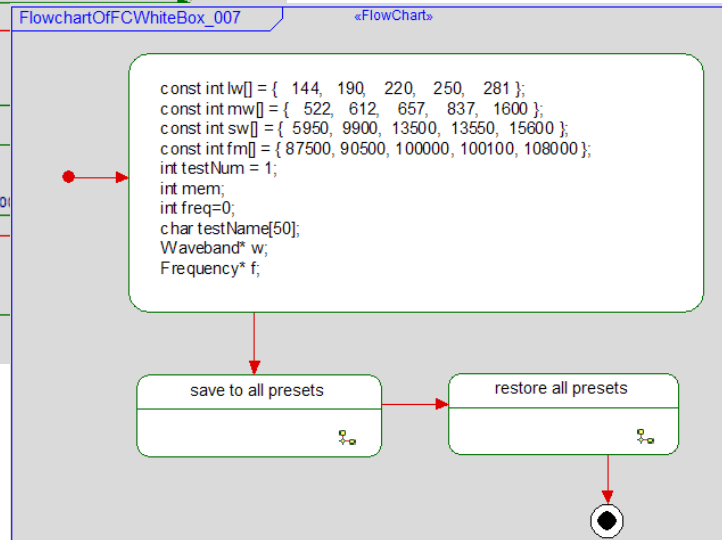 FlowchartOfFCWhiteBox_007
«FlowChart»
const int lw[] = { 144, 190, 220, 250, 281 };
const int mw[] = { 522, 612, 657, 837, 1600 };
const int sw[] = { 5950, 9900, 13500, 13550, 15600 };
const int fm[] = { 87500, 90500, 100000, 100100, 108000 };
int testNum = 1;
int mem;
int freq=0;
char testName[50];
Waveband* w;
Frequency* f;
save to all presets
restore all presets